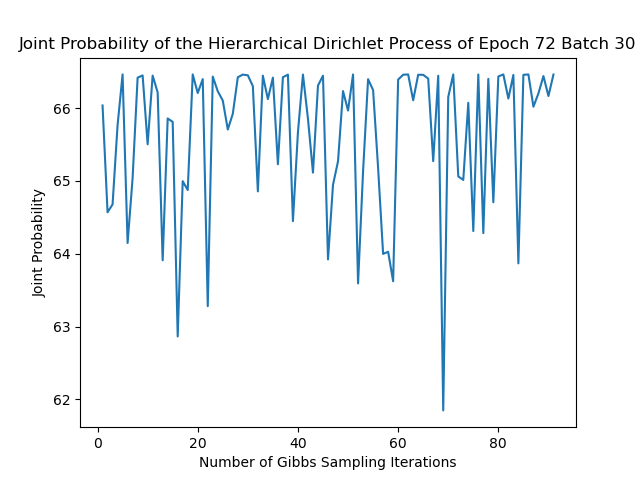 Joint Probability of the Hierarchical Dirichlet Process of Epoch 72 Batch 30
Joint Probability
66
65
64
63
62
0 20 40 60 80
Number of Gibbs Sampling Iterations